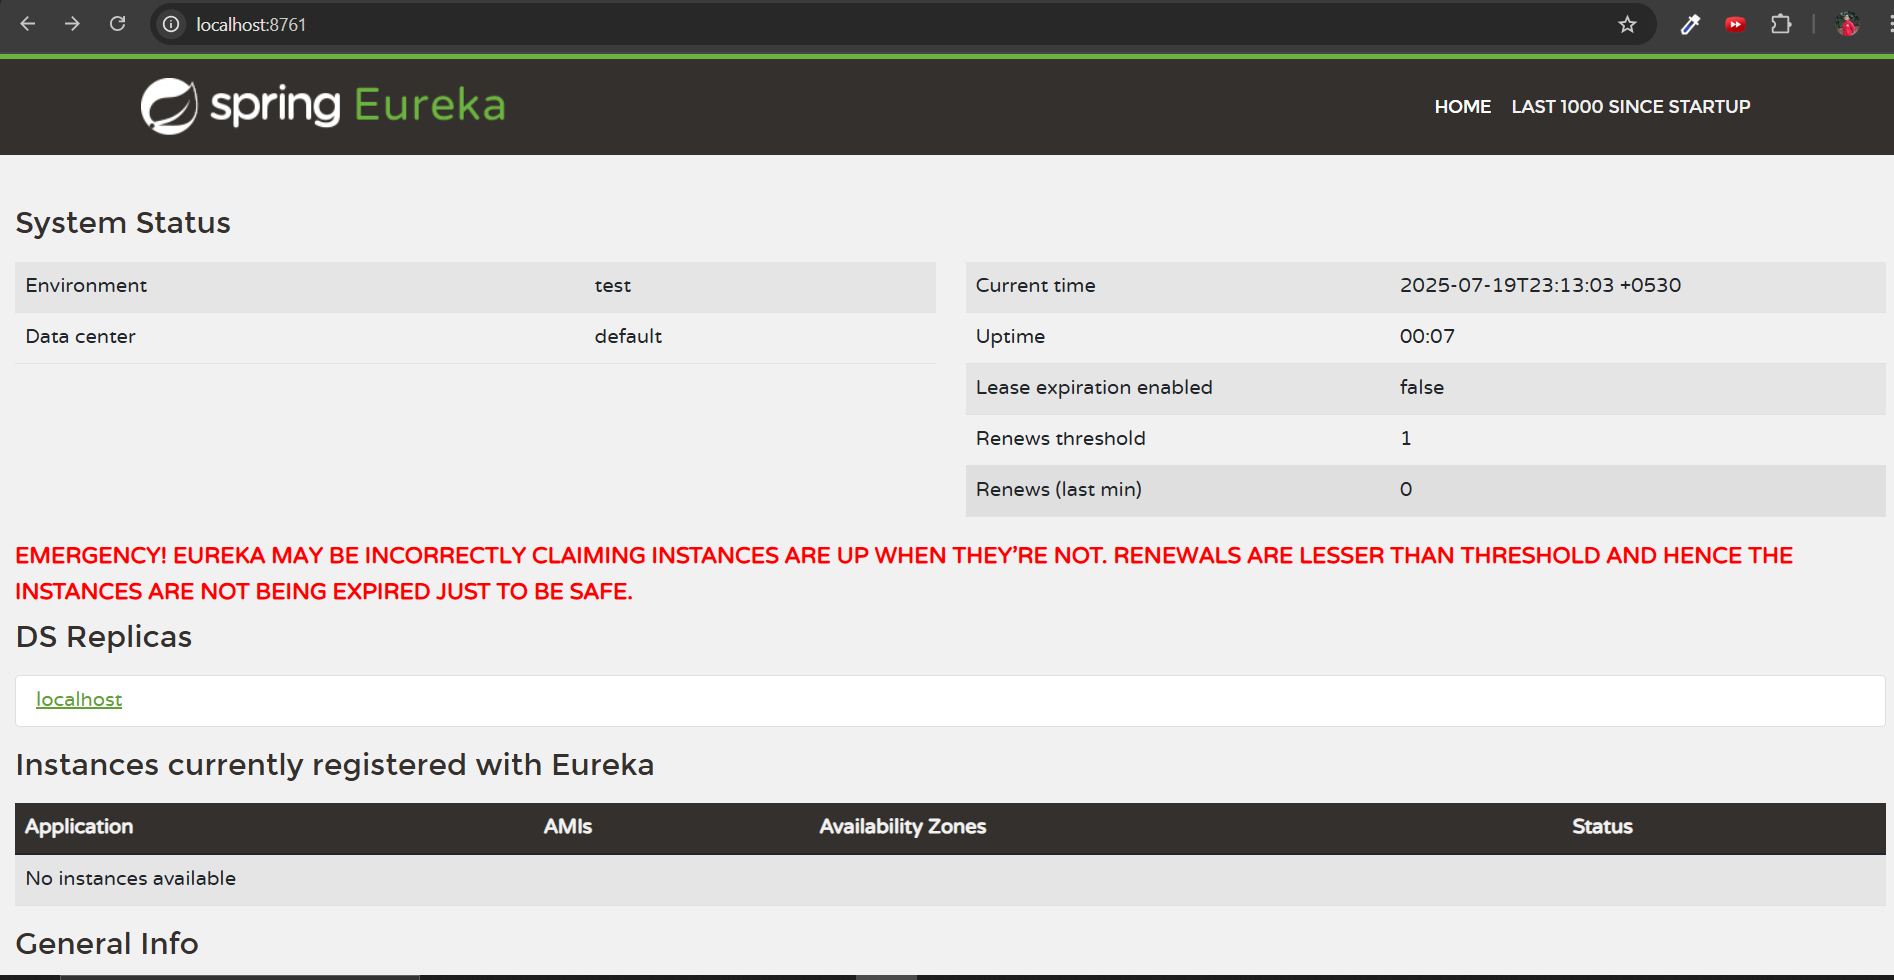 localhost:8761
spring Eureka
HOME LAST 1000 SINCE STARTUP
System Status
Environment test
Data center default
Current time 2025-07-19T23:13:03 +0530
Uptime 00:07
Lease expiration enabled false
Renews threshold 1
Renews (last min) 0
EMERGENCY! EUREKA MAY BE INCORRECTLY CLAIMING INSTANCES ARE UP WHEN THEY’RE NOT. RENEWALS ARE LESSER THAN THRESHOLD AND HENCE THE
INSTANCES ARE NOT BEING EXPIRED JUST TO BE SAFE.
DS Replicas
localhost
Instances currently registered with Eureka
Application AMIs Availability Zones Status
No instances available
General Info